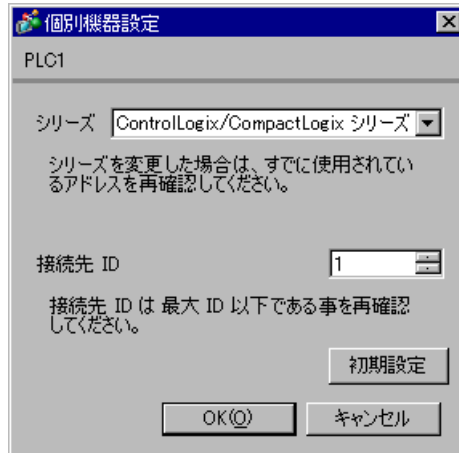 個別機器設定
PLC1
シリーズ ControlLogix/CompactLogix シリーズ
シリーズを変更した場合は、すでに使用されてい
るアドレスを再確認してください。
接続先 ID 1
接続先 ID は 最大 ID 以下である事を再確認
してください。
初期設定
OK(O) キャンセル